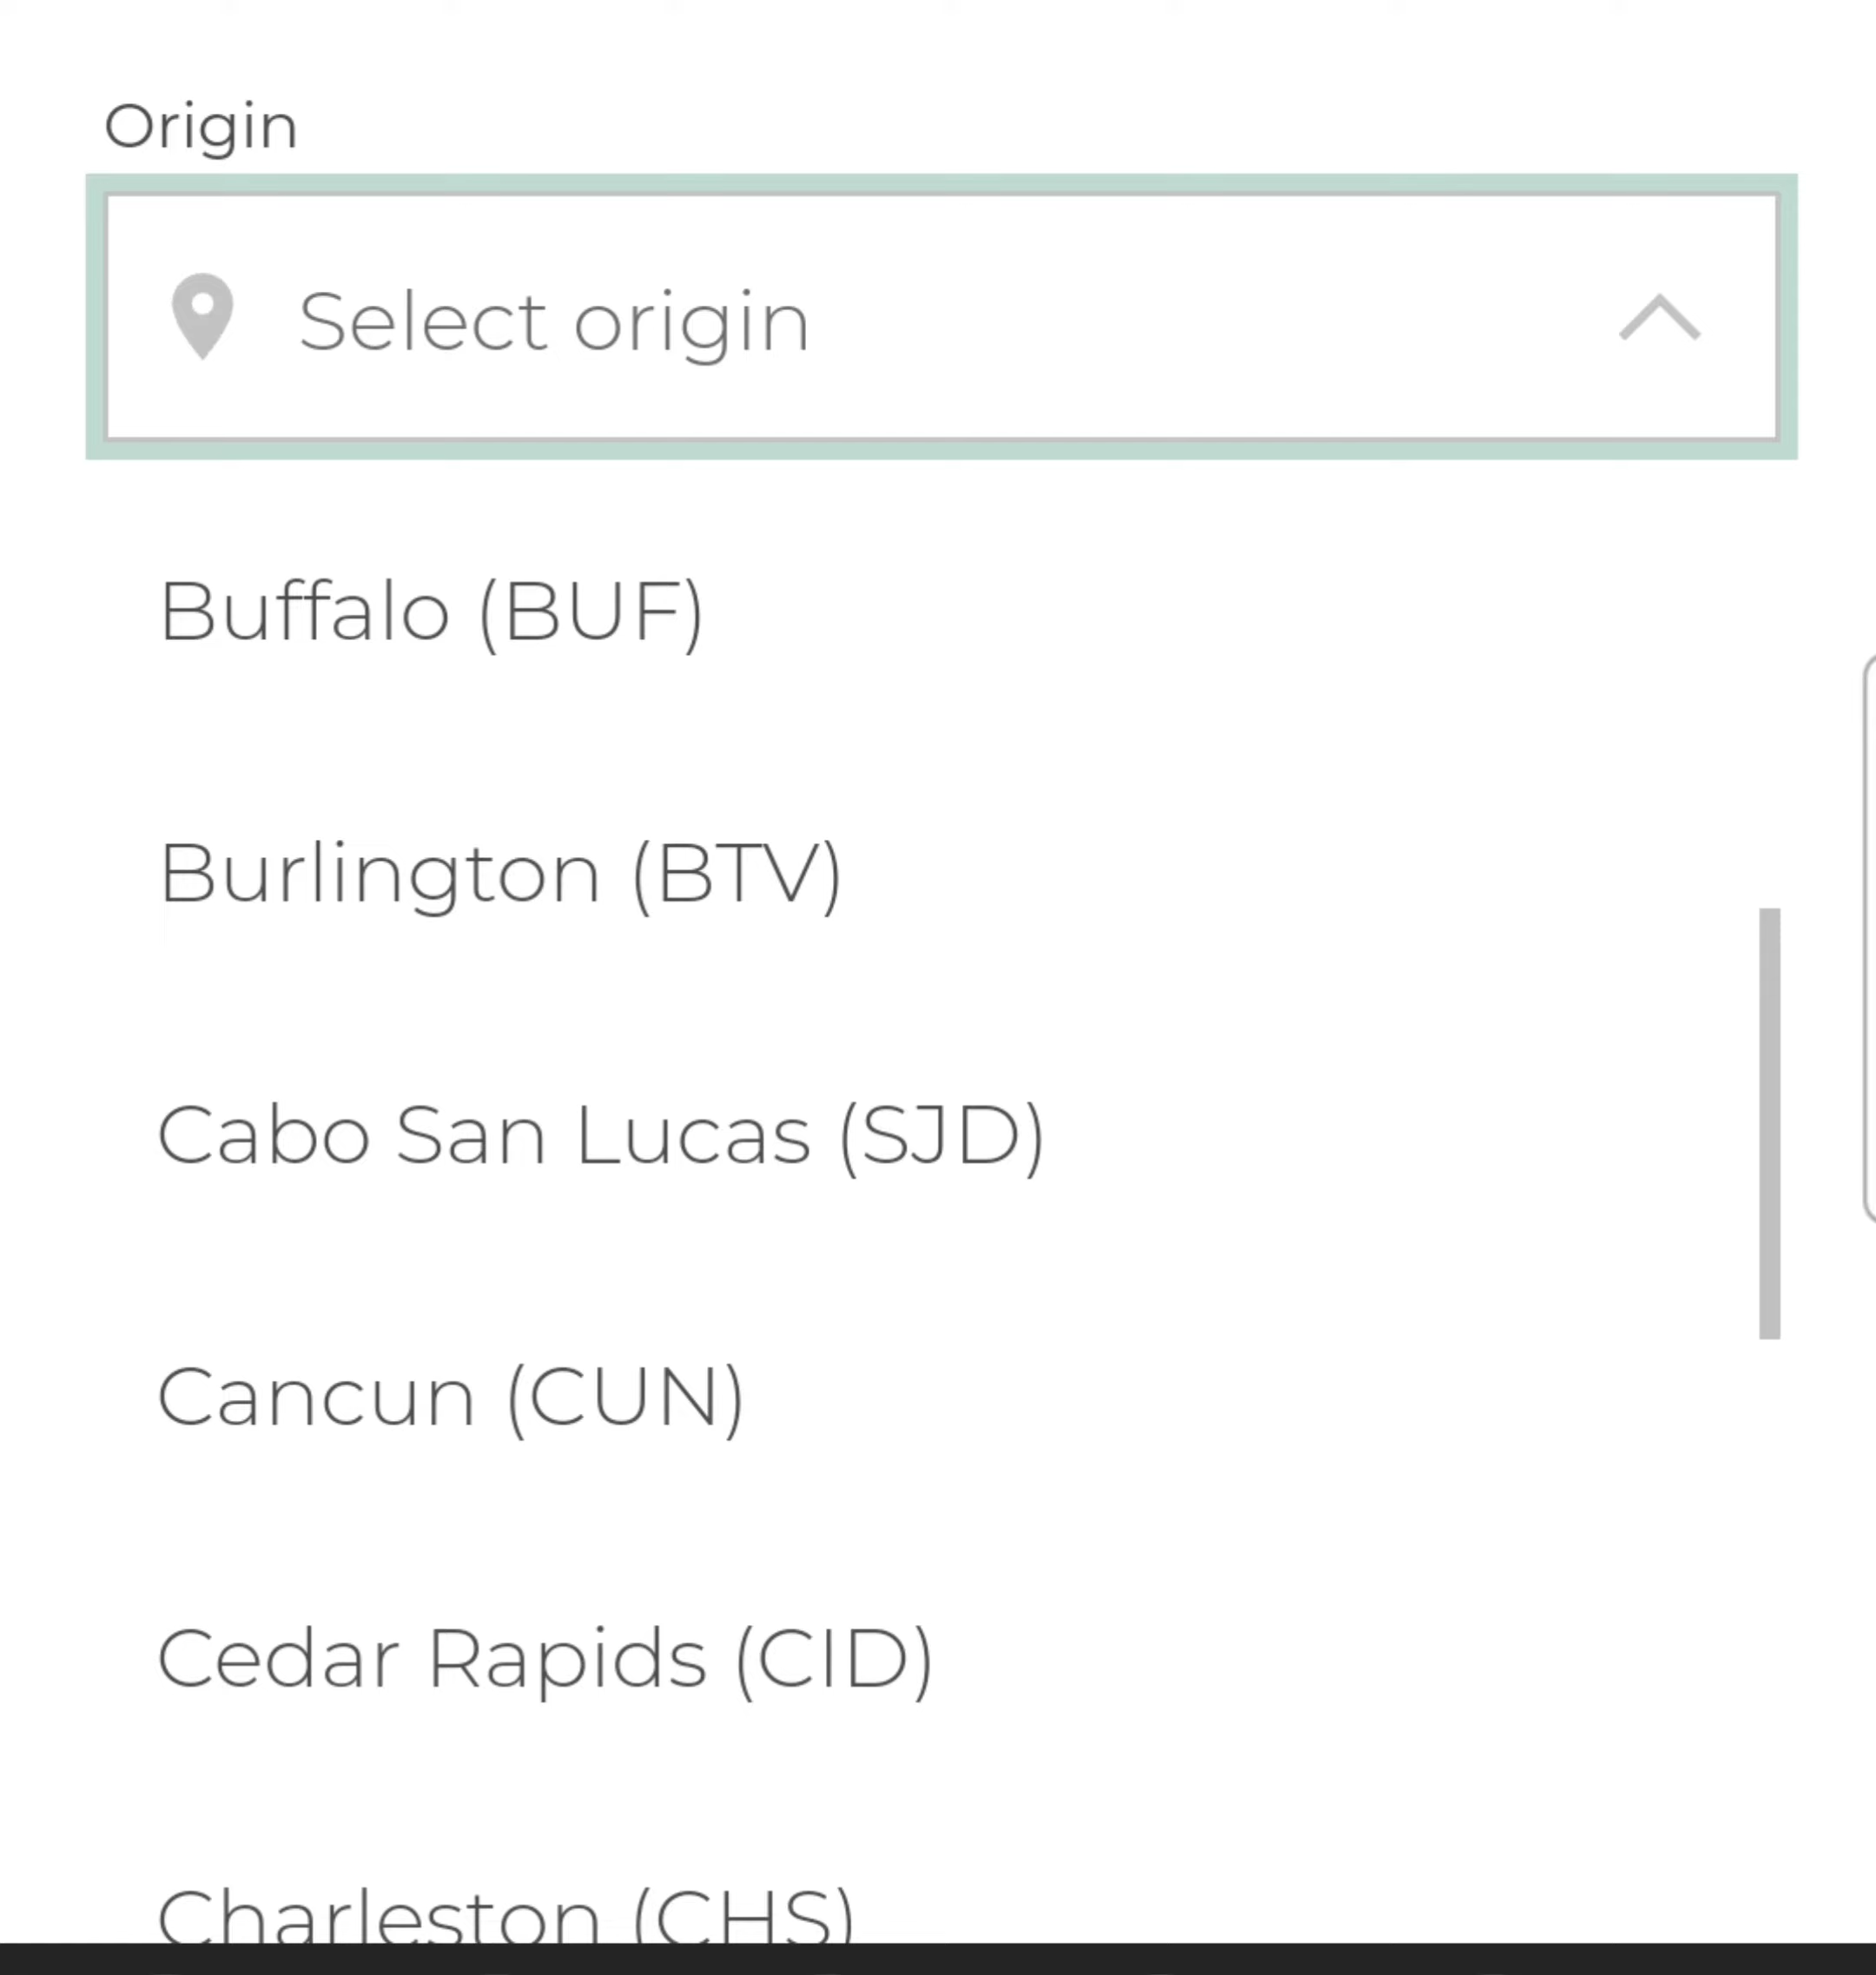 Origin
Select origin
Buffalo (BUF)
Burlington (BTV)
Cabo San Lucas (SJD)
Cancun (CUN)
Cedar Rapids (CID)
Charleston (CHS)